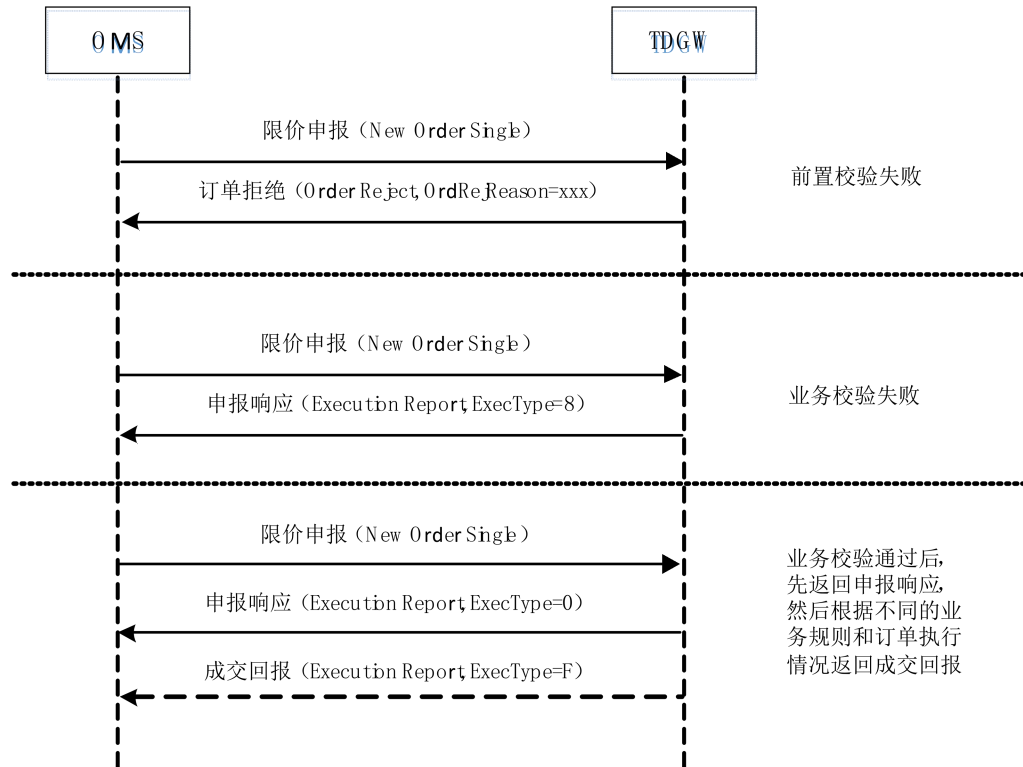 OMS
TDGW
限价申报（New Order Single）
订单拒绝（Order Reject,OrdRejReason=xxx）
前置校验失败
限价申报（New Order Single）
申报响应（Execution Report,ExecType=8）
业务校验失败
限价申报（New Order Single）
申报响应（Execution Report,ExecType=0）
成交回报（Execution Report,ExecType=F）
业务校验通过后,
先返回申报响应,
然后根据不同的业
务规则和订单执行
情况返回成交回报